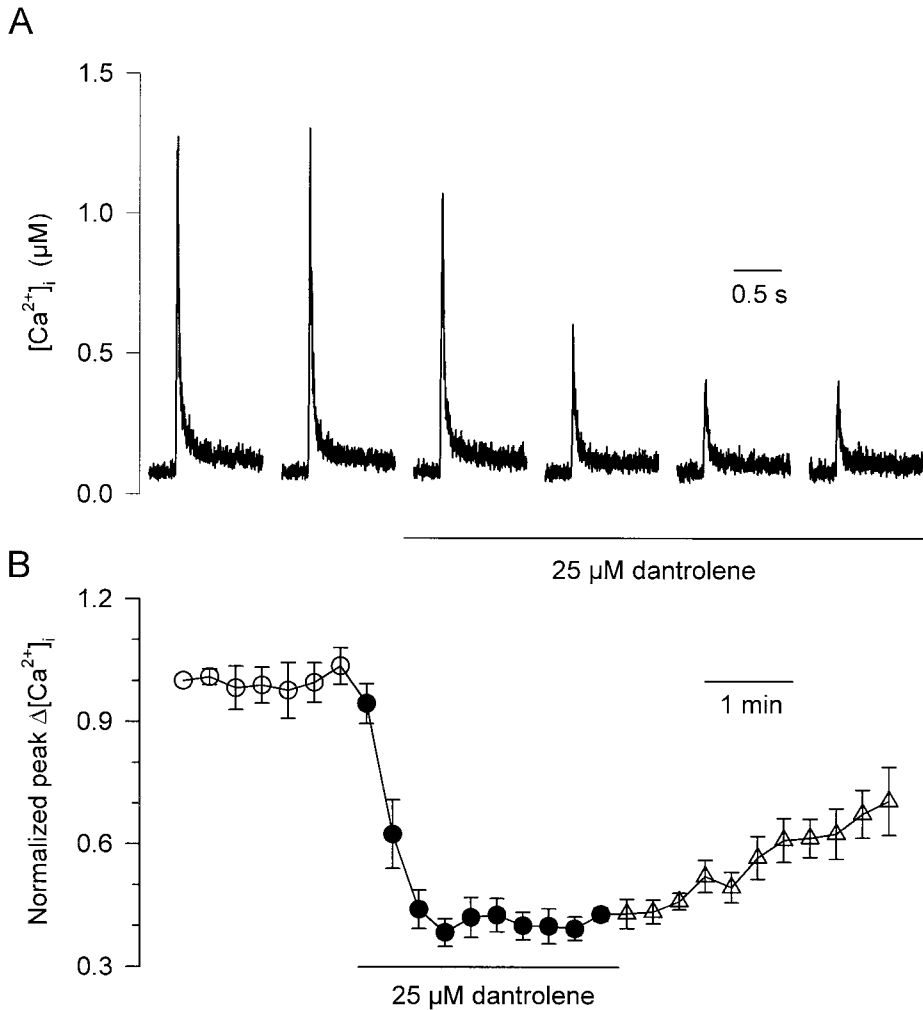 A
1.5
1.0
0.5
0.0
[Ca²⁺]ᵢ (µM)
0.5 s
25 µM dantrolene
B
1.2
0.9
0.6
0.3
Normalized peak Δ[Ca²⁺]ᵢ
1 min
25 µM dantrolene